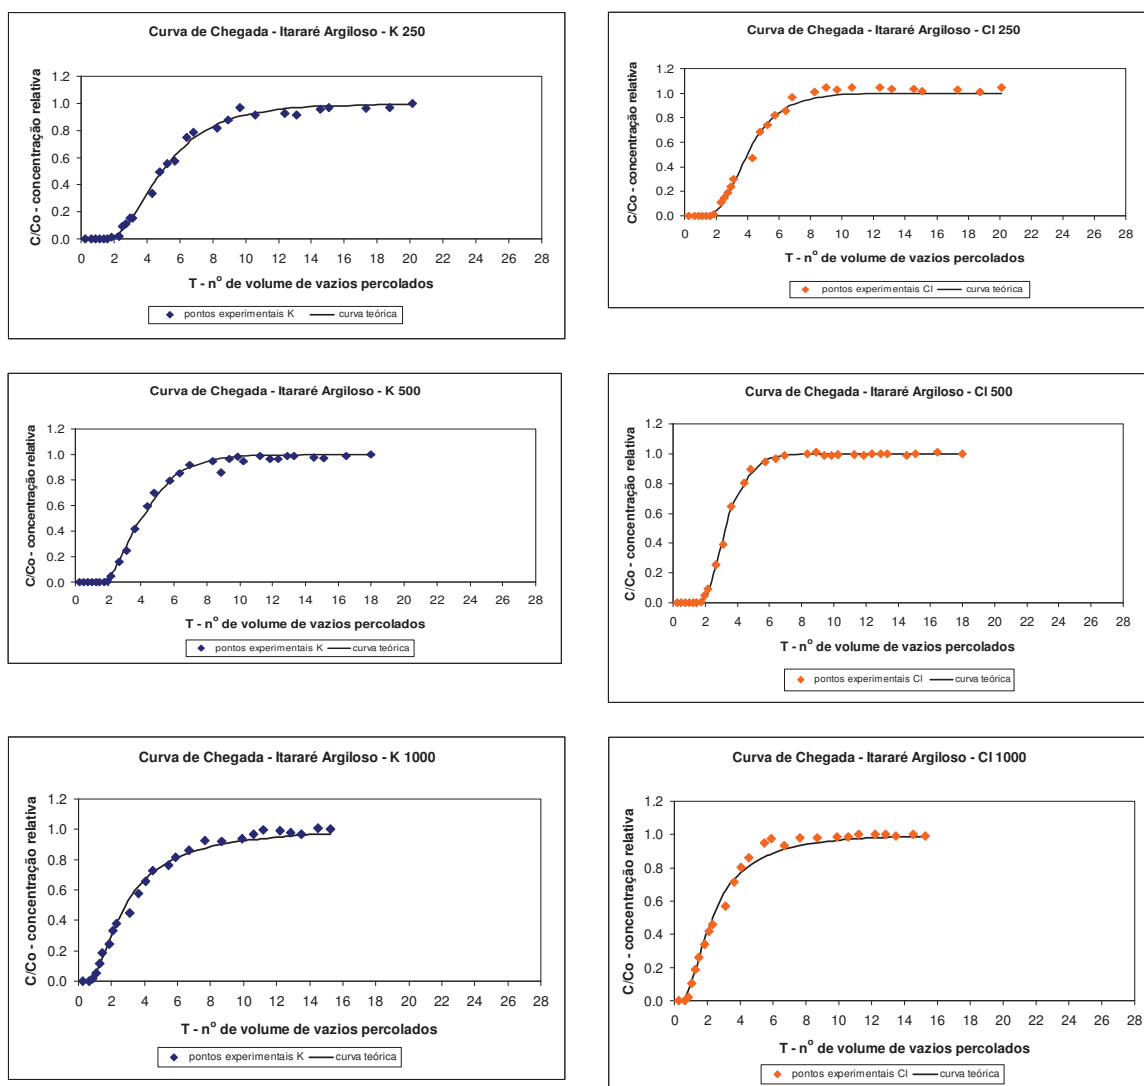 Curva de Chegada - Itararé Argiloso - K 250
C/Co - concentração relativa
1.2
1.0
0.8
0.6
0.4
0.2
0.0
0 2 4 6 8 10 12 14 16 18 20 22 24 26 28
T - nº de volume de vazios percolados
pontos experimentais K curva teórica
Curva de Chegada - Itararé Argiloso - Cl 250
C/Co - concentração relativa
1.2
1.0
0.8
0.6
0.4
0.2
0.0
0 2 4 6 8 10 12 14 16 18 20 22 24 26 28
T - nº de volume de vazios percolados
pontos experimentais Cl curva teórica
Curva de Chegada - Itararé Argiloso - K 500
C/Co - concentração relativa
1.2
1.0
0.8
0.6
0.4
0.2
0.0
0 2 4 6 8 10 12 14 16 18 20 22 24 26 28
T - nº de volume de vazios percolados
pontos experimentais K curva teórica
Curva de Chegada - Itararé Argiloso - Cl 500
C/Co - concentração relativa
1.2
1.0
0.8
0.6
0.4
0.2
0.0
0 2 4 6 8 10 12 14 16 18 20 22 24 26 28
T - nº de volume de vazios percolados
pontos experimentais Cl curva teórica
Curva de Chegada - Itararé Argiloso - K 1000
C/Co - concentração relativa
1.2
1.0
0.8
0.6
0.4
0.2
0.0
0 2 4 6 8 10 12 14 16 18 20 22 24 26 28
T - nº de volume de vazios percolados
pontos experimentais K curva teórica
Curva de Chegada - Itararé Argiloso - Cl 1000
C/Co - concentração relativa
1.2
1.0
0.8
0.6
0.4
0.2
0.0
0 2 4 6 8 10 12 14 16 18 20 22 24 26 28
T - nº de volume de vazios percolados
pontos experimentais Cl curva teórica